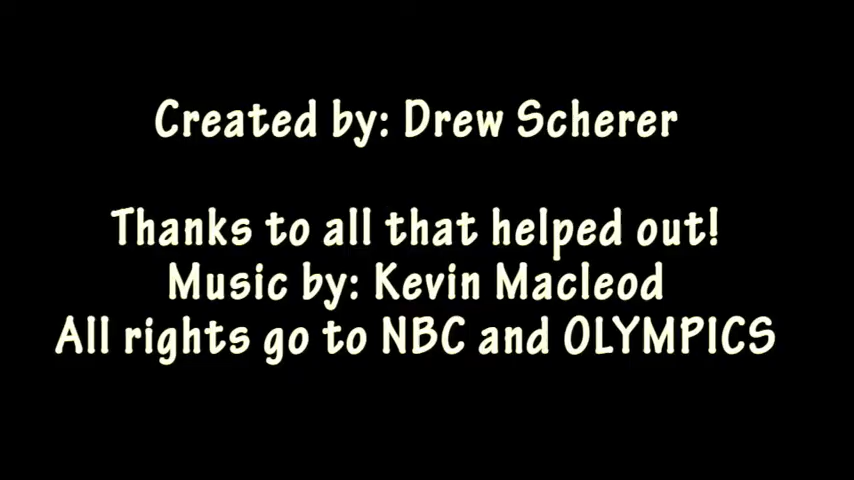 Created by: Drew Scherer
Thanks to all that helped out!
Music by: Kevin Macleod
All rights go to NBC and OLYMPICS